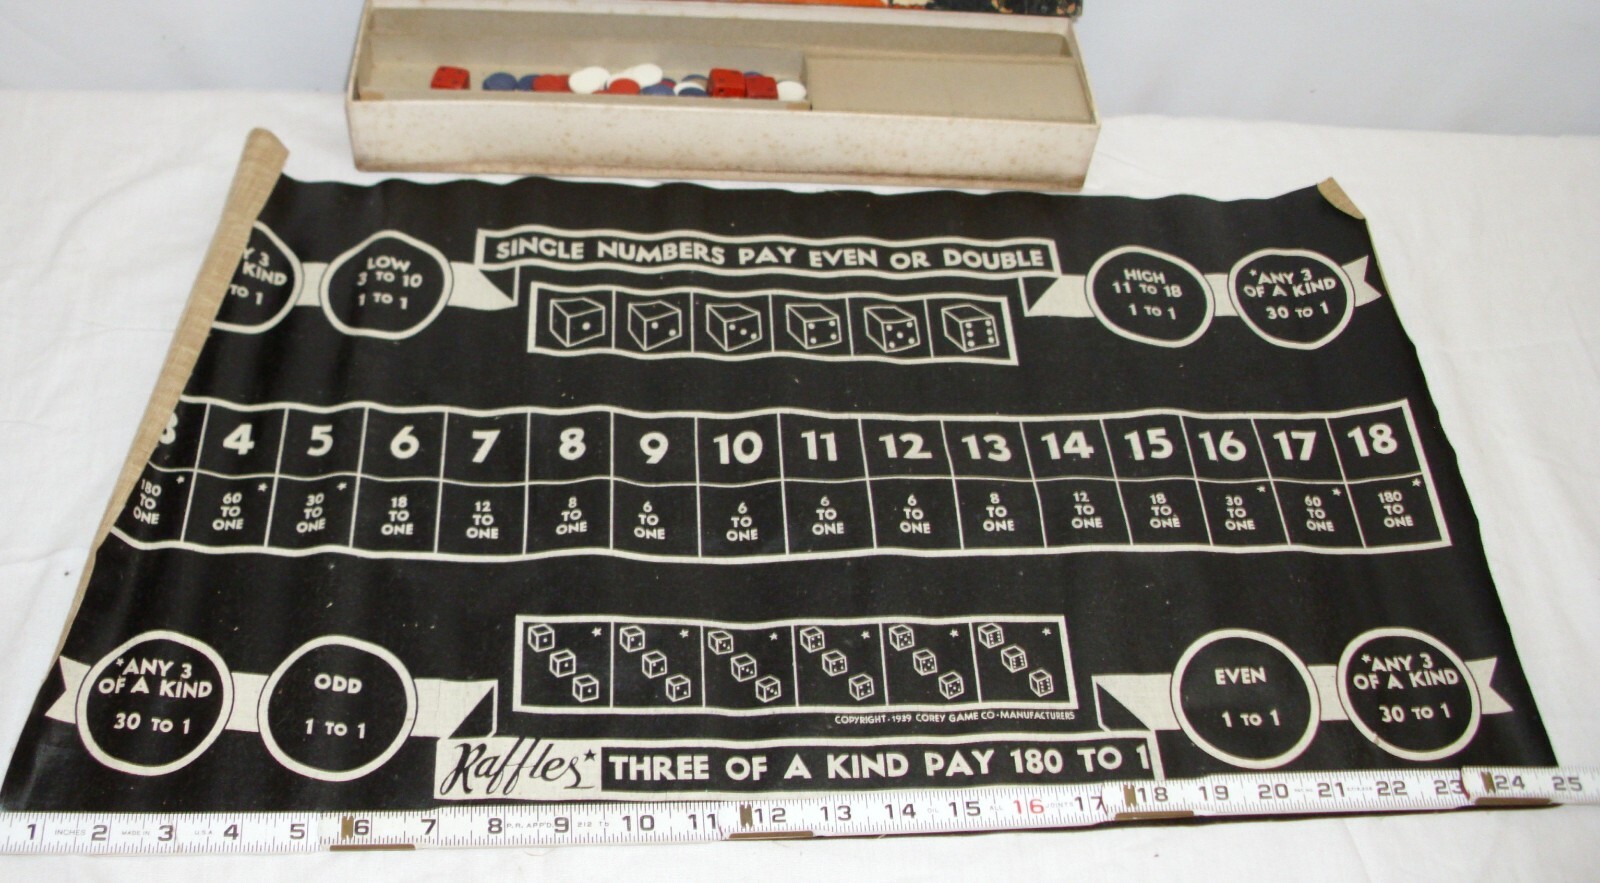 SINGLE NUMBERS PAY EVEN OR DOUBLE
Y 3
KIND
TO 1
LOW
3 TO 10
1 TO 1
HIGH
11 TO 18
1 TO 1
*ANY 3
OF A KIND
30 TO 1
3 4 5 6 7 8 9 10 11 12 13 14 15 16 17 18
180 TO ONE *
60 TO ONE *
30 TO ONE *
18 TO ONE
12 TO ONE
8 TO ONE
6 TO ONE
6 TO ONE
6 TO ONE
6 TO ONE
8 TO ONE
12 TO ONE
18 TO ONE
30 TO ONE *
60 TO ONE *
180 TO ONE *
*ANY 3
OF A KIND
30 TO 1
ODD
1 TO 1
* * * * * *
EVEN
1 TO 1
*ANY 3
OF A KIND
30 TO 1
COPYRIGHT·1939 COREY GAME CO·MANUFACTURERS
Raffles* THREE OF A KIND PAY 180 TO 1
1 INCHES 2 MADE IN 3 U.S.A. 4 5 6 7 8 9 10 11 12 13 14 15 16 17 18 19 20 21 22 23 24 25